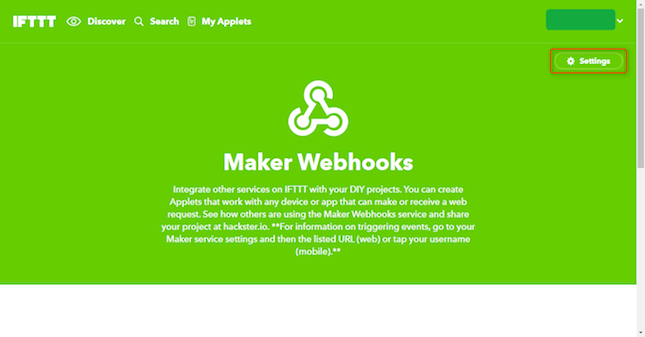 IFTTT Discover Search My Applets
Settings
Maker Webhooks
Integrate other services on IFTTT with your DIY projects. You can create
Applets that work with any device or app that can make or receive a web
request. See how others are using the Maker Webhooks service and share
your project at hackster.io. **For information on triggering events, go to your
Maker service settings and then the listed URL (web) or tap your username
(mobile).**